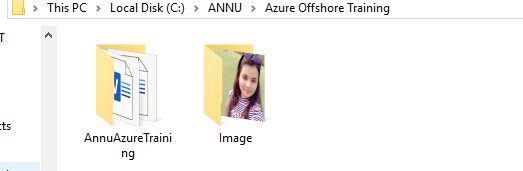 This PC > Local Disk (C:) > ANNU > Azure Offshore Training
AnnuAzureTraini
ng
Image